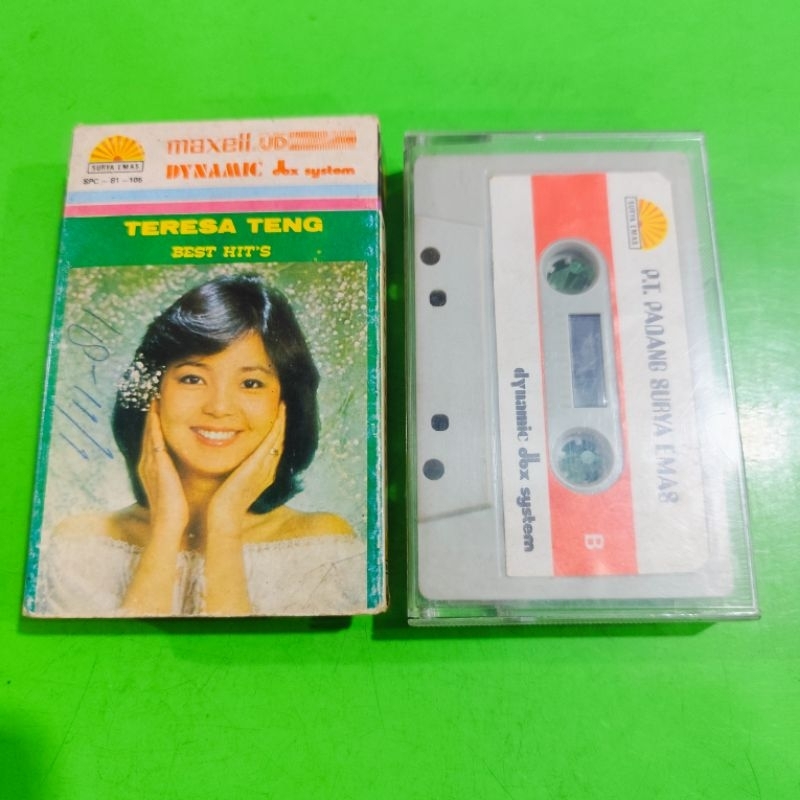 SURYA EMAS
SPC - 81 - 106
maxell UD
DYNAMIC dbx system
TERESA TENG
BEST HIT'S
SURYA EMAS
P.T. PADANG SURYA EMAS
dynamic dbx system
B